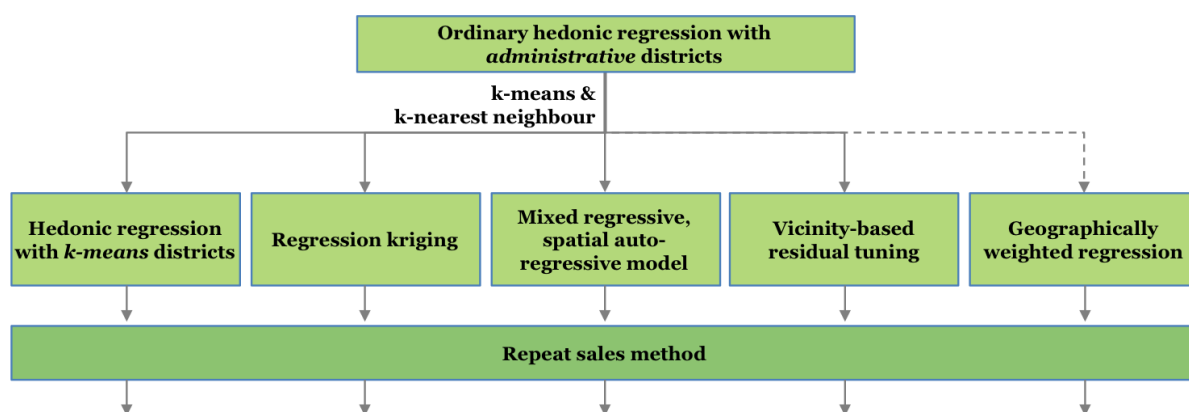 Ordinary hedonic regression with
administrative districts
k-means &
k-nearest neighbour
Hedonic regression
with k-means districts
Regression kriging
Mixed regressive,
spatial auto-
regressive model
Vicinity-based
residual tuning
Geographically
weighted regression
Repeat sales method